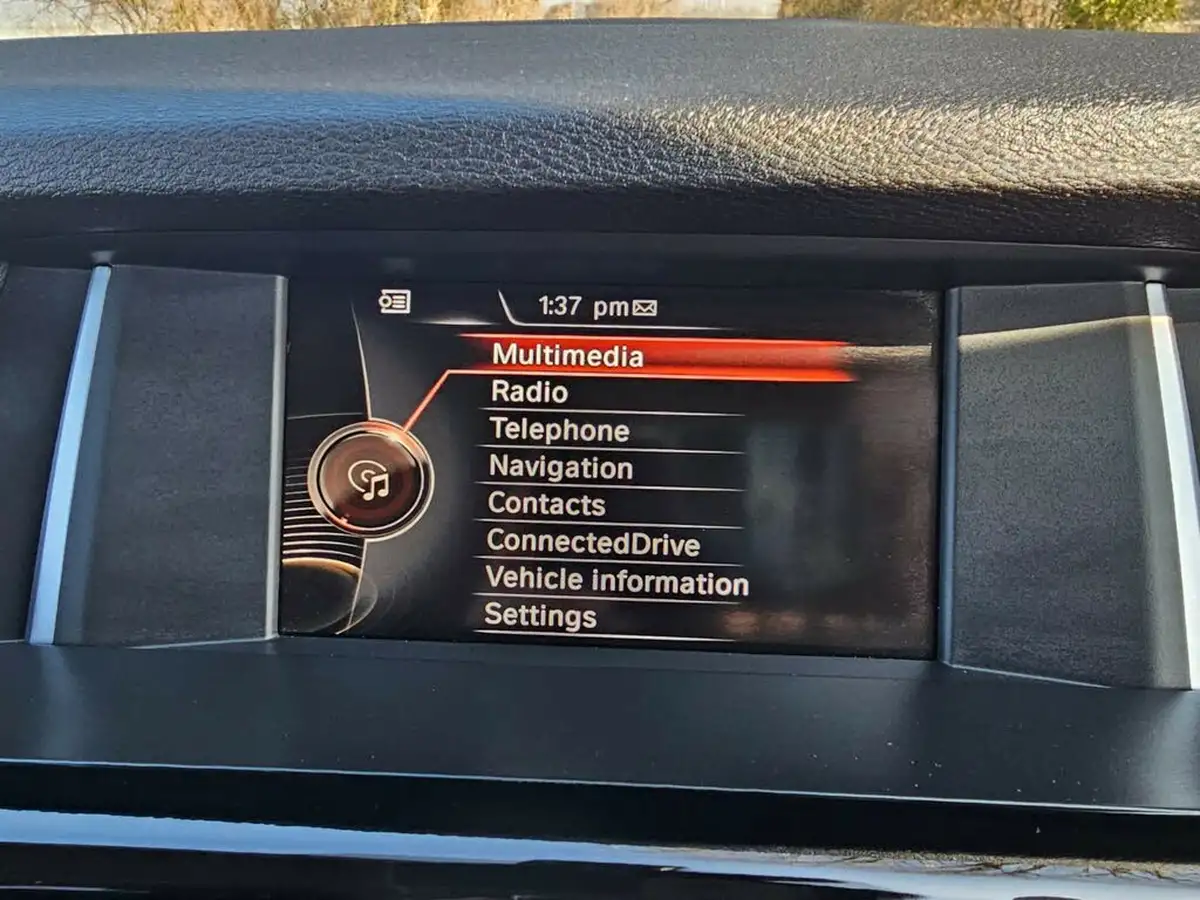 1:37 pm
Multimedia
Radio
Telephone
Navigation
Contacts
ConnectedDrive
Vehicle information
Settings